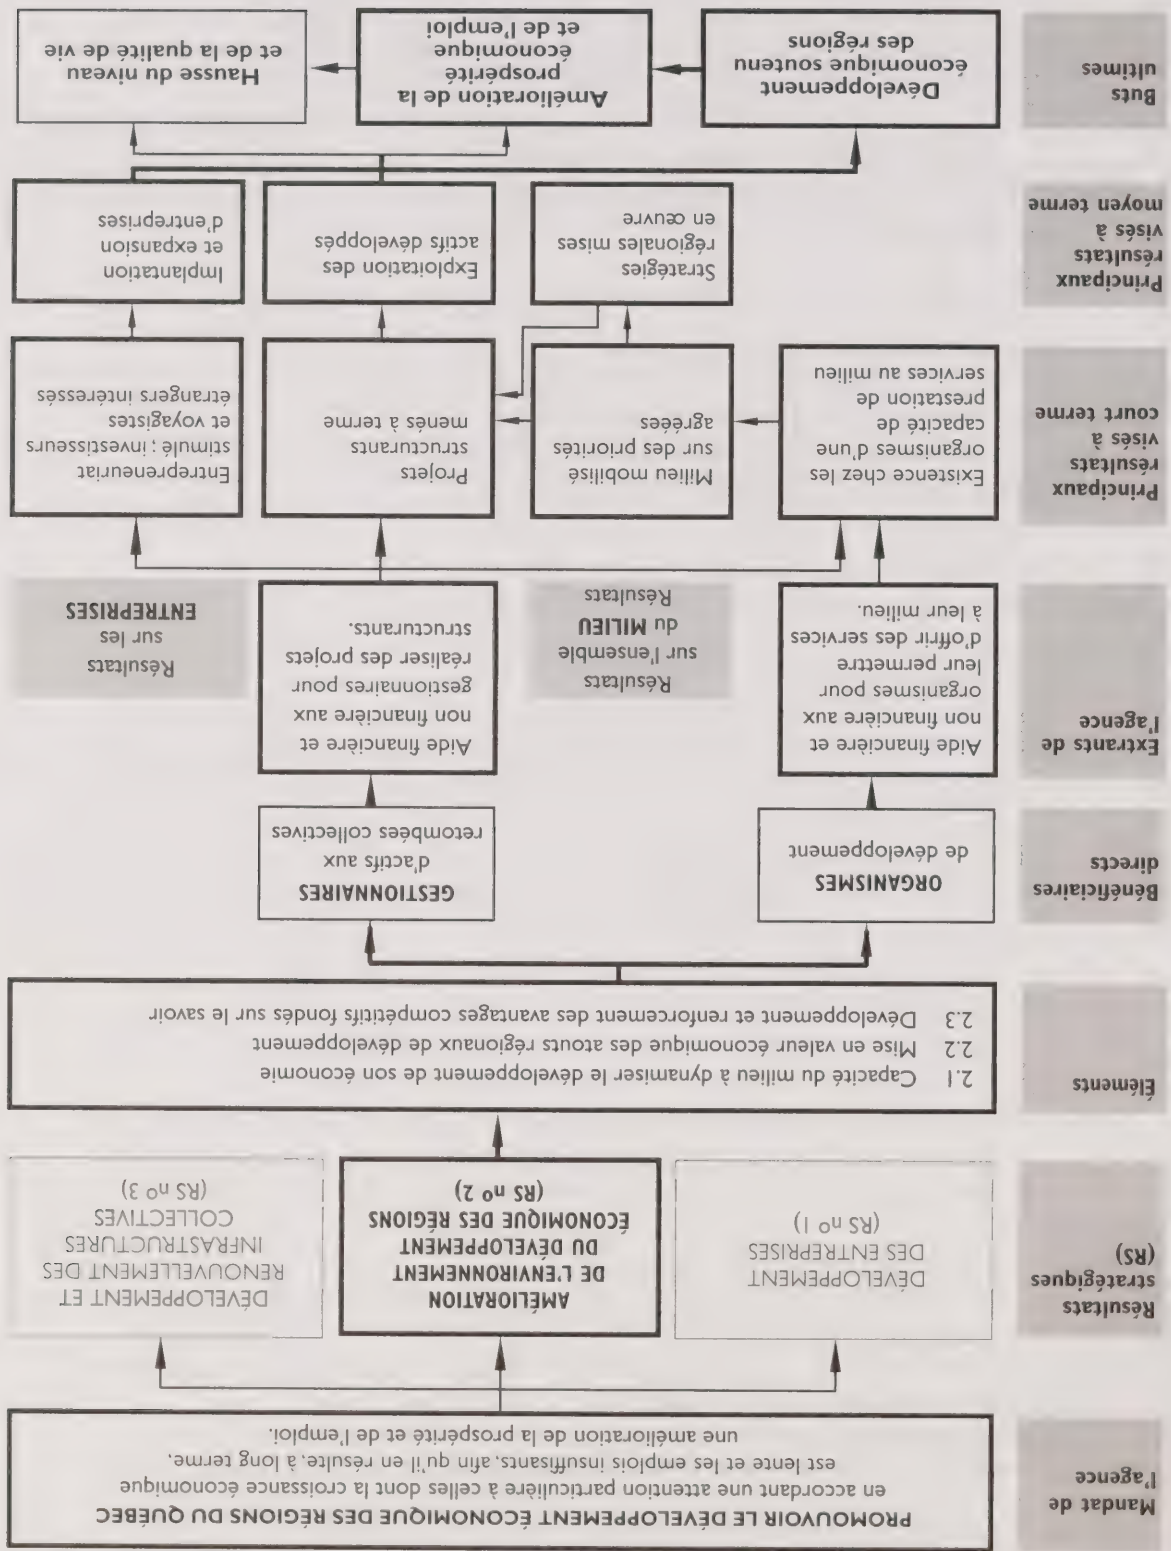 Mandat de
l'agence
PROMOUVOIR LE DÉVELOPPEMENT ÉCONOMIQUE DES RÉGIONS DU QUÉBEC
en accordant une attention particulière à celles dont la croissance économique
est lente et les emplois insuffisants, afin qu'il en résulte, à long terme,
une amélioration de la prospérité et de l'emploi.
Résultats
stratégiques
(RS)
DÉVELOPPEMENT
DES ENTREPRISES
(RS nº 1)
AMÉLIORATION
DE L'ENVIRONNEMENT
DU DÉVELOPPEMENT
ÉCONOMIQUE DES RÉGIONS
(RS nº 2)
DÉVELOPPEMENT ET
RENOUVELLEMENT DES
INFRASTRUCTURES
COLLECTIVES
(RS nº 3)
Éléments
2.1 Capacité du milieu à dynamiser le développement de son économie
2.2 Mise en valeur économique des atouts régionaux de développement
2.3 Développement et renforcement des avantages compétitifs fondés sur le savoir
Bénéficiaires
directs
ORGANISMES
de développement
GESTIONNAIRES
d'actifs aux
retombées collectives
Extrants de
l'agence
Aide financière et
non financière aux
organismes pour
leur permettre
d'offrir des services
à leur milieu.
Résultats
sur l'ensemble
du MILIEU
Résultats
Aide financière et
non financière aux
gestionnaires pour
réaliser des projets
structurants.
Résultats
sur les
ENTREPRISES
Principaux
résultats
visés à
court terme
Existence chez les
organismes d'une
capacité de
prestation de
services au milieu
Milieu mobilisé
sur des priorités
agréées
Projets
structurants
menés à terme
Entrepreneuriat
stimulé ; investisseurs
et voyagistes
étrangers intéressés
Principaux
résultats
visés à
moyen terme
Stratégies
régionales mises
en œuvre
Exploitation des
actifs développés
Implantation
et expansion
d'entreprises
Buts
ultimes
Développement
économique soutenu
des régions
Amélioration de la
prospérité
économique
et de l'emploi
Hausse du niveau
et de la qualité de vie